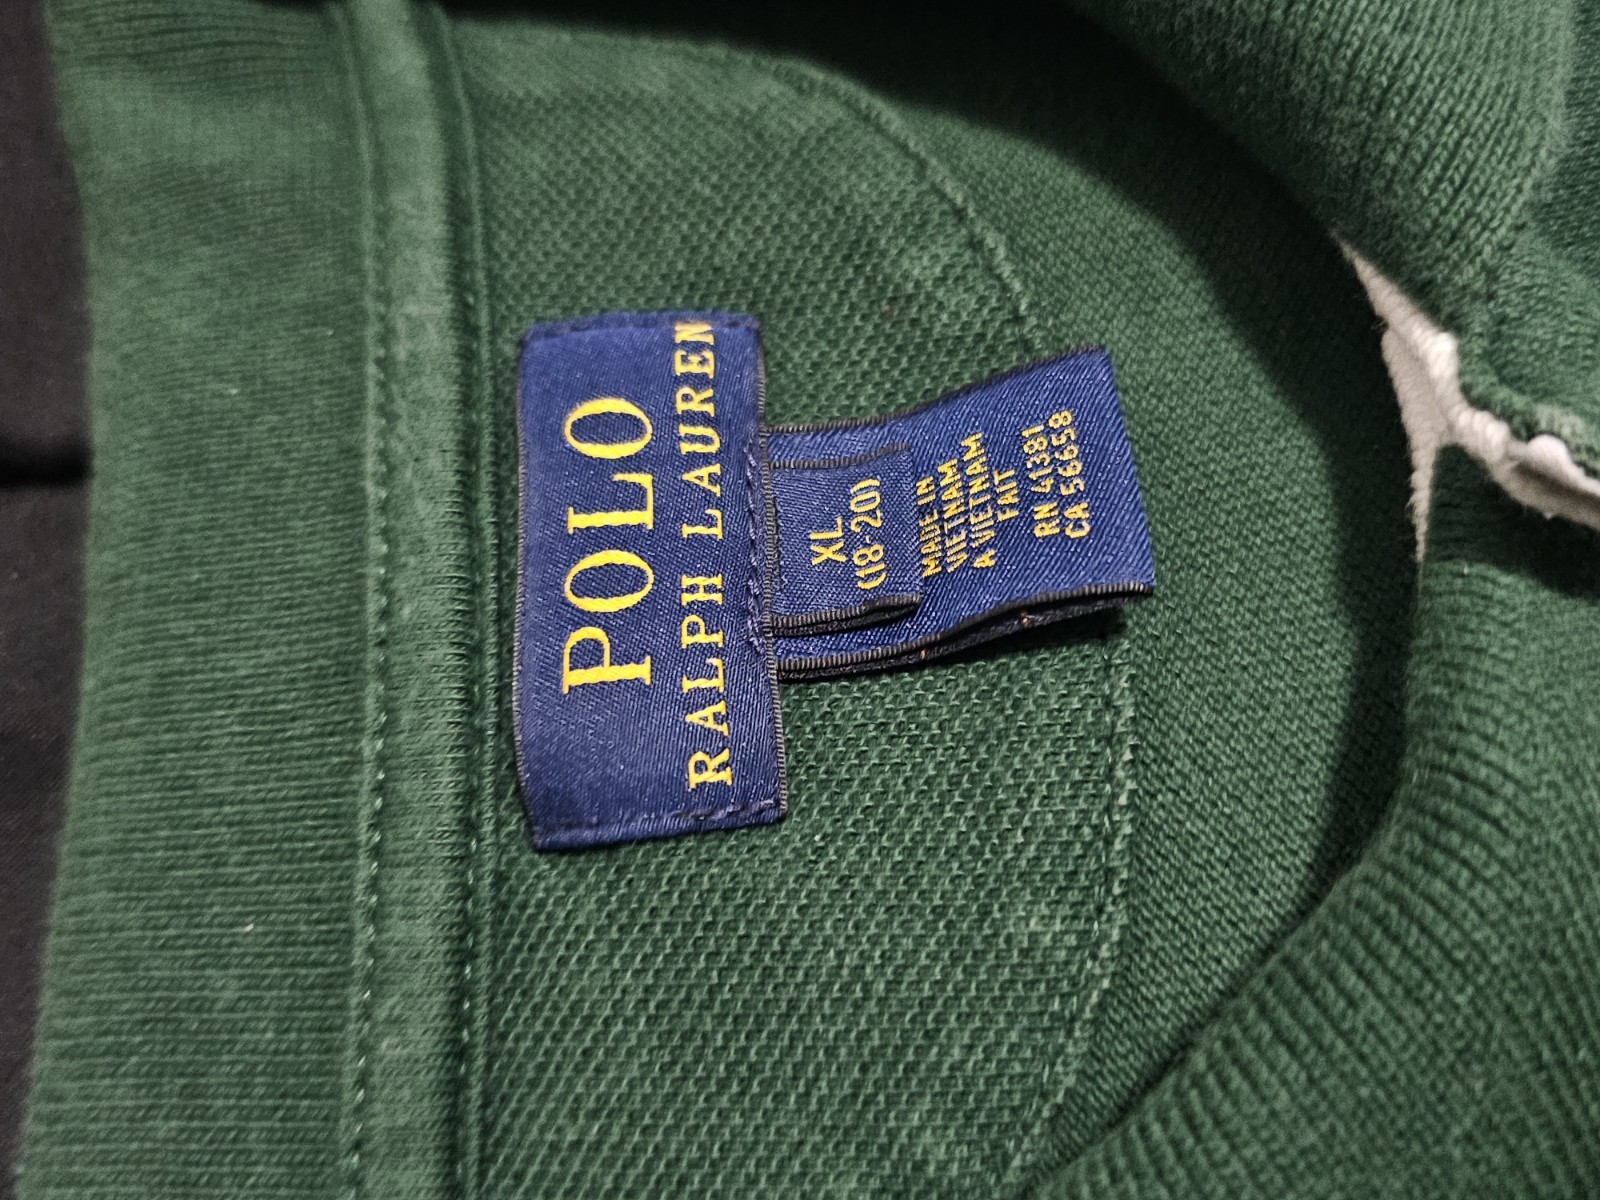 POLO
RALPH LAUREN
XL
(18-20)
MADE IN
VIETNAM
A VIETNAM
FAIT
RN 41381
CA 56658